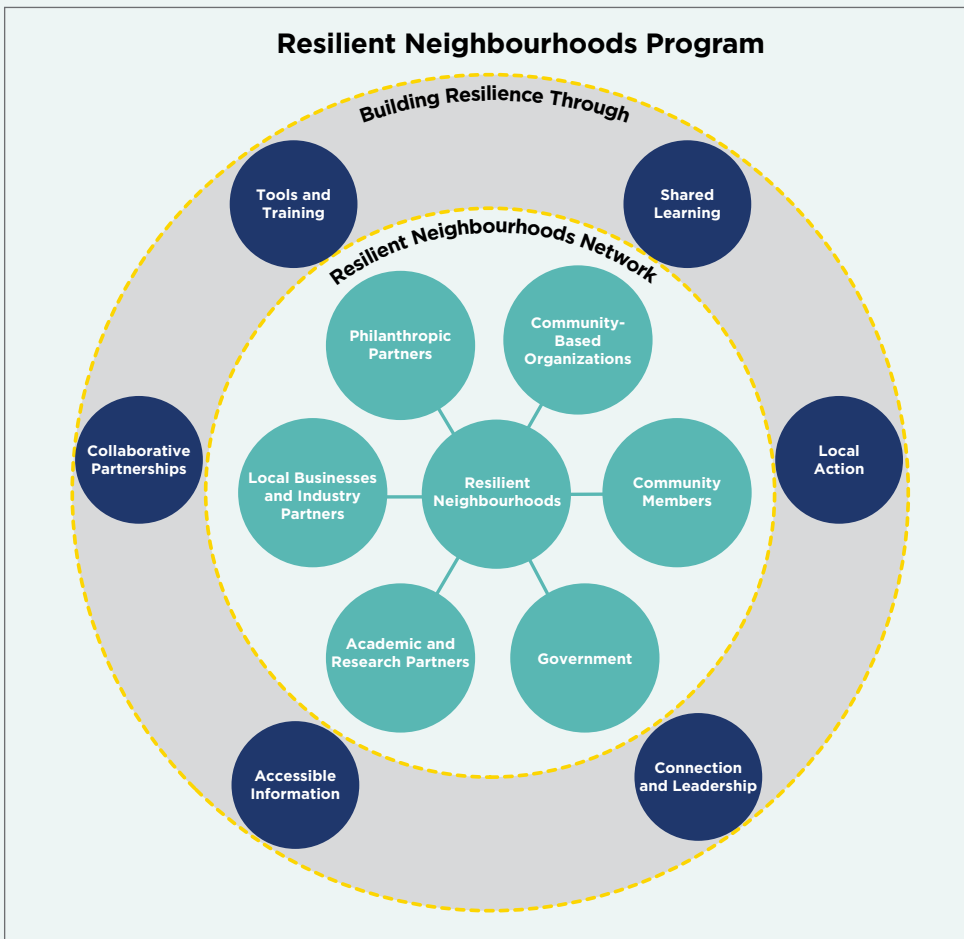 Resilient Neighbourhoods Program
Building Resilience Through
Tools and
Training
Shared
Learning
Resilient Neighbourhoods Network
Philanthropic
Partners
Community-
Based
Organizations
Collaborative
Partnerships
Local Businesses
and Industry
Partners
Resilient
Neighbourhoods
Community
Members
Local
Action
Academic and
Research Partners
Government
Accessible
Information
Connection
and Leadership